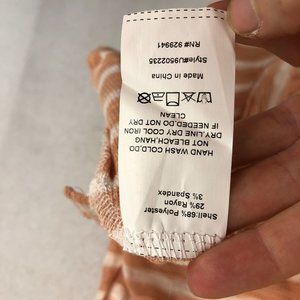 Shell:68% Polyester
29% Rayon
3% Spandex
HAND WASH COLD,DO
NOT BLEACH,HANG
DRY,LINE DRY COOL IRON
IF NEEDED,DO NOT DRY
CLEAN
Made in China
Style#U9502235
RN# 929941